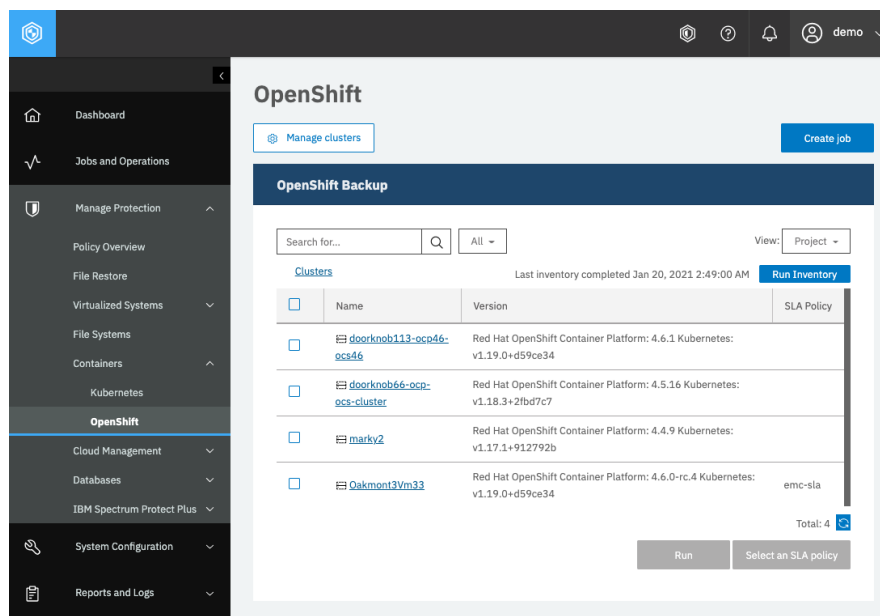 demo
Dashboard
Jobs and Operations
Manage Protection
Policy Overview
File Restore
Virtualized Systems
File Systems
Containers
Kubernetes
OpenShift
Cloud Management
Databases
IBM Spectrum Protect Plus
System Configuration
Reports and Logs
OpenShift
Manage clusters
Create job
OpenShift Backup
Search for...
All
View: Project
Clusters
Last inventory completed Jan 20, 2021 2:49:00 AM
Run Inventory
Name Version SLA Policy
doorknob113-ocp46-
ocs46
Red Hat OpenShift Container Platform: 4.6.1 Kubernetes:
v1.19.0+d59ce34
doorknob66-ocp-
ocs-cluster
Red Hat OpenShift Container Platform: 4.5.16 Kubernetes:
v1.18.3+2fbd7c7
marky2
Red Hat OpenShift Container Platform: 4.4.9 Kubernetes:
v1.17.1+912792b
Oakmont3Vm33
Red Hat OpenShift Container Platform: 4.6.0-rc.4 Kubernetes:
v1.19.0+d59ce34
emc-sla
Total: 4
Run
Select an SLA policy